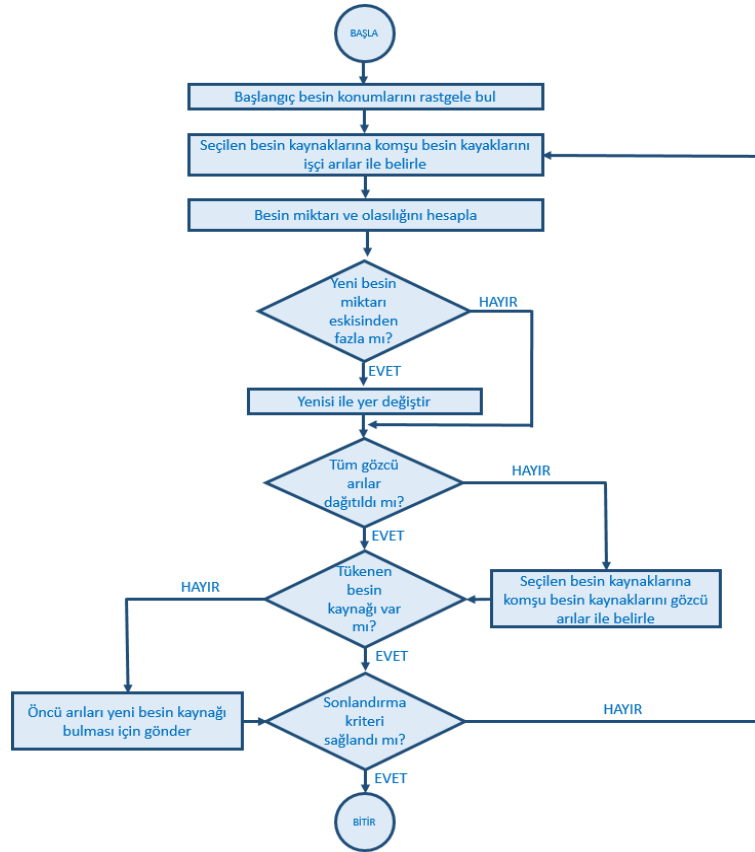 BAŞLA
Başlangıç besin konumlarını rastgele bul
Seçilen besin kaynaklarına komşu besin kayaklarını
işçi arılar ile belirle
Besin miktarı ve olasılığını hesapla
Yeni besin
miktarı
eskisinden
fazla mı?
HAYIR
EVET
Yenisi ile yer değiştir
Tüm gözcü
arılar
dağıtıldı mı?
HAYIR
EVET
Seçilen besin kaynaklarına
komşu besin kaynaklarını gözcü
arılar ile belirle
Tükenen
besin
kaynağı var
mı?
HAYIR
EVET
Öncü arıları yeni besin kaynağı
bulması için gönder
Sonlandırma
kriteri
sağlandı mı?
HAYIR
EVET
BİTİR